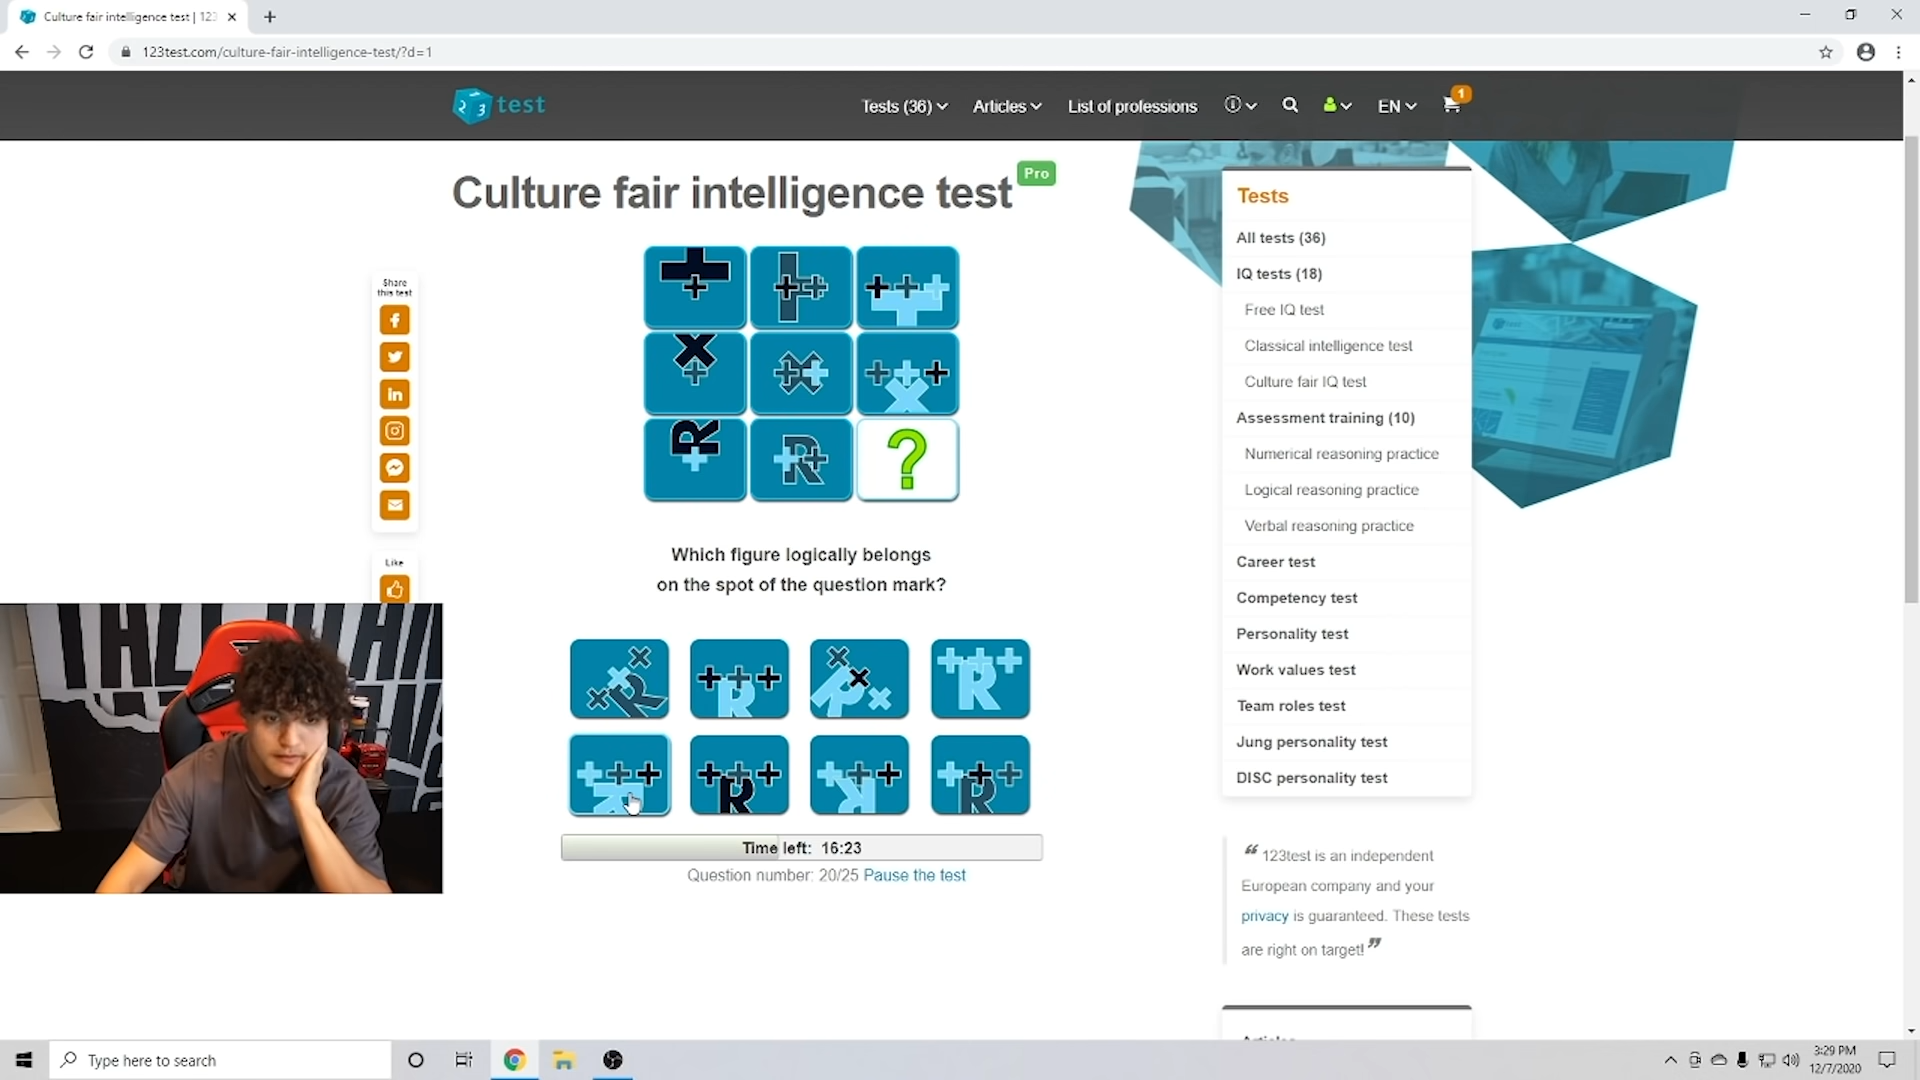 Culture fair intelligence test | 123
123test.com/culture-fair-intelligence-test/?d=1
123 test
Tests (36)
Articles
List of professions
EN
1
Culture fair intelligence test
Pro
Share
this test
Like
R
R
?
Which figure logically belongs
on the spot of the question mark?
R
R
R
R
R
R
R
Time left: 16:23
Question number: 20/25 Pause the test
Tests
All tests (36)
IQ tests (18)
Free IQ test
Classical intelligence test
Culture fair IQ test
Assessment training (10)
Numerical reasoning practice
Logical reasoning practice
Verbal reasoning practice
Career test
Competency test
Personality test
Work values test
Team roles test
Jung personality test
DISC personality test
“ 123test is an independent
European company and your
privacy is guaranteed. These tests
are right on target! ”
Type here to search
3:29 PM
12/7/2020